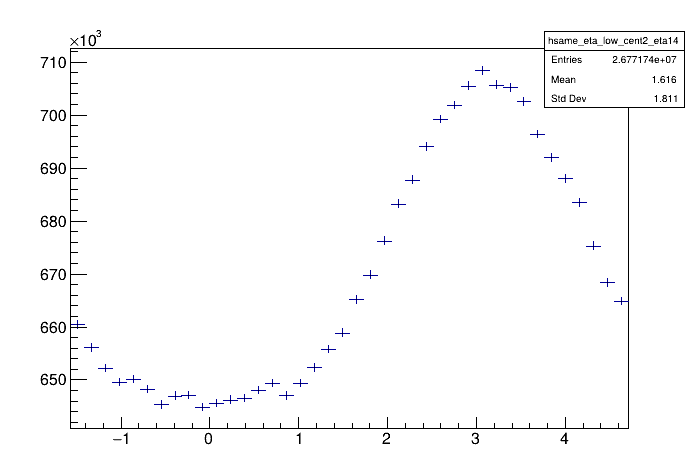 ×10³
hsame_eta_low_cent2_eta14
Entries 2.677174e+07
Mean 1.616
Std Dev 1.811
710
700
690
680
670
660
650
−1 0 1 2 3 4